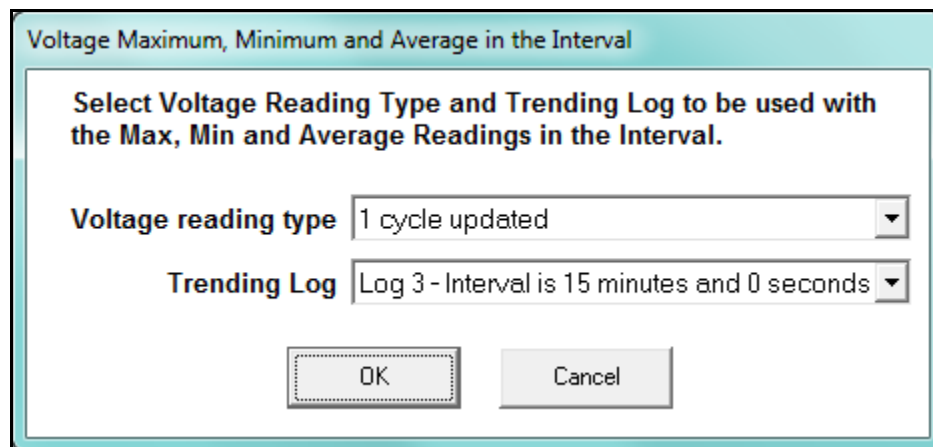 Voltage Maximum, Minimum and Average in the Interval
Select Voltage Reading Type and Trending Log to be used with
the Max, Min and Average Readings in the Interval.
Voltage reading type 1 cycle updated
Trending Log Log 3 - Interval is 15 minutes and 0 seconds
OK Cancel